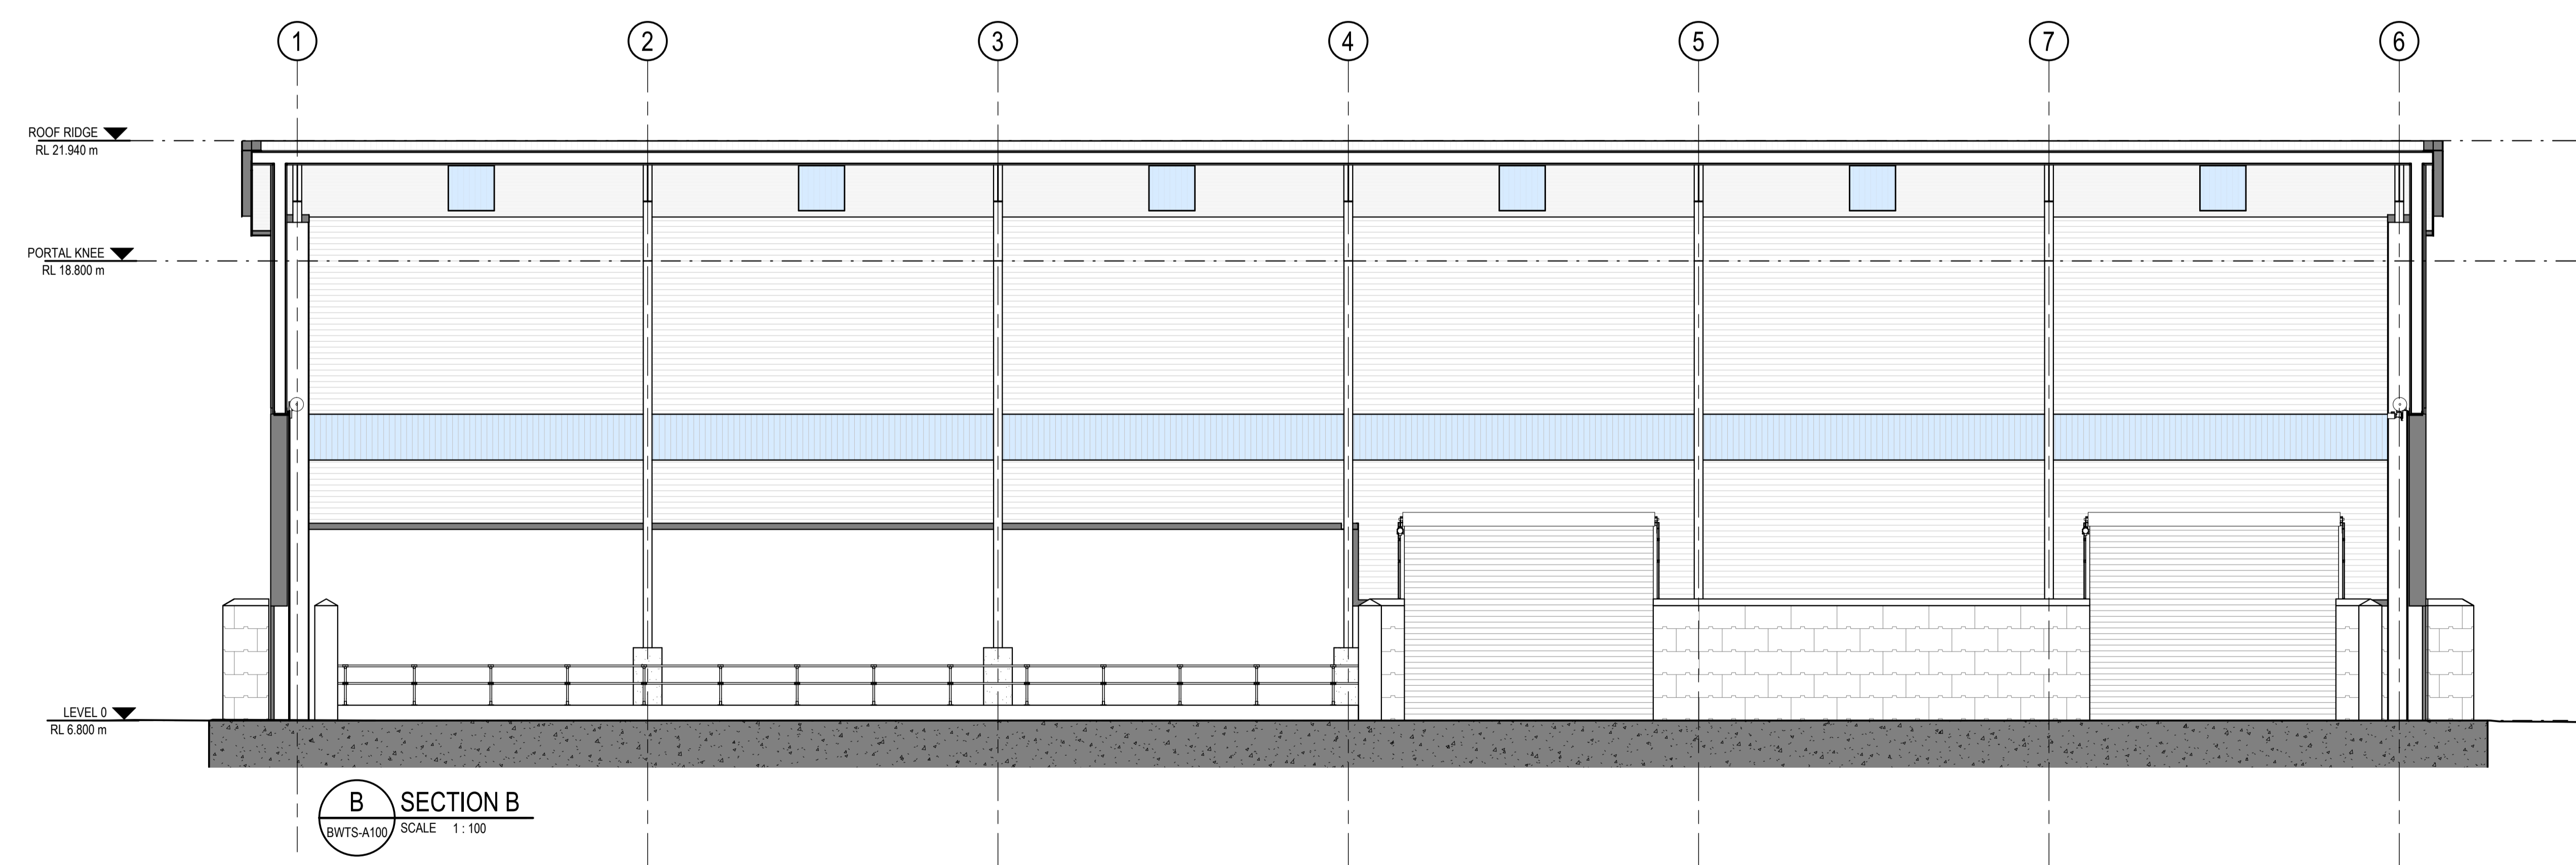 1 2 3 4 5 7 6
ROOF RIDGE
RL 21.940 m
PORTAL KNEE
RL 18.800 m
LEVEL 0
RL 6.800 m
B SECTION B
BWTS-A100 SCALE 1 : 100